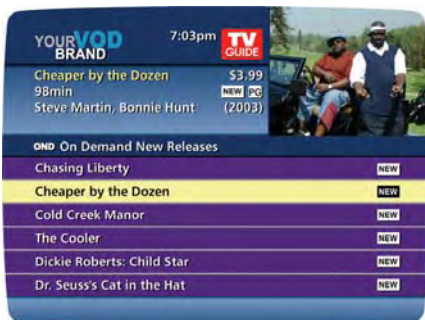 YOURVOD 7:03pm TV
BRAND GUIDE
Cheaper by the Dozen $3.99
98min NEW PG
Steve Martin, Bonnie Hunt (2003)
OND On Demand New Releases
Chasing Liberty NEW
Cheaper by the Dozen NEW
Cold Creek Manor NEW
The Cooler NEW
Dickie Roberts: Child Star NEW
Dr. Seuss's Cat in the Hat NEW